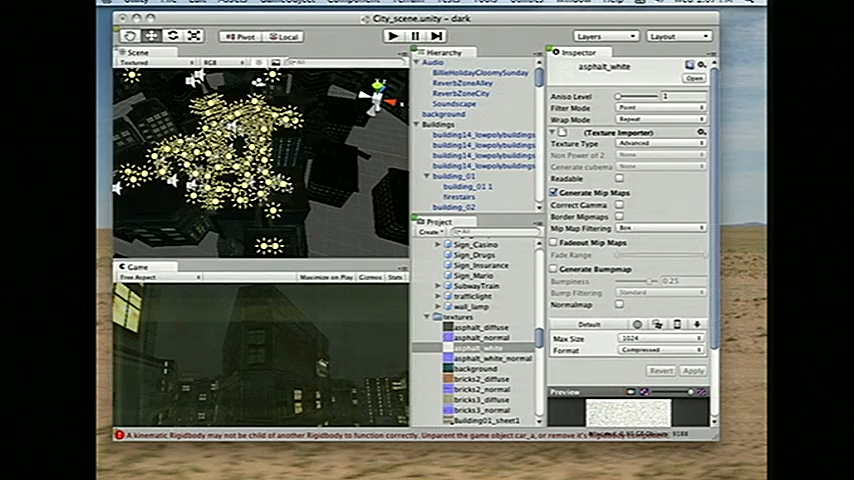 City_scene.unity - dark
Pivot
Layers
Layout
Scene
Textured
RGB
Hierarchy
Audio
BillieHolidayGloomySunday
ReverbZoneAlley
ReverbZoneCity
Soundscape
background
Buildings
building14_lowpolybuildings
building14_lowpolybuildings
building14_lowpolybuildings
building14_lowpolybuildings
building_01
building_01 1
firestairs
building_02
Inspector
asphalt_white
Open
Aniso Level 1
Filter Mode Point
Wrap Mode Repeat
(Texture Importer)
Texture Type Advanced
Non Power of 2 None
Generate cubema None
Readable
Generate Mip Maps
Correct Gamma
Border Mipmaps
Mip Map Filtering Box
Fadeout Mip Maps
Fade Range
Generate Bumpmap
Bumpiness 0.25
Bump Filtering Standard
Normalmap
Default
Max Size 1024
Format Compressed
Revert Apply
Preview
Project
Create
Sign_Casino
Sign_Drugs
Sign_Insurance
Sign_Mario
SubwayTrain
trafficlight
wall_lamp
textures
asphalt_diffuse
asphalt_normal
asphalt_white
asphalt_white_normal
background
bricks2_diffuse
bricks2_normal
bricks3_diffuse
bricks3_normal
Building01_sheet1
Game
Free Aspect
Maximize on Play Gizmos Stats
A kinematic Rigidbody may not be child of another Rigidbody to function correctly. Unparent the game object car_a, or remove it's